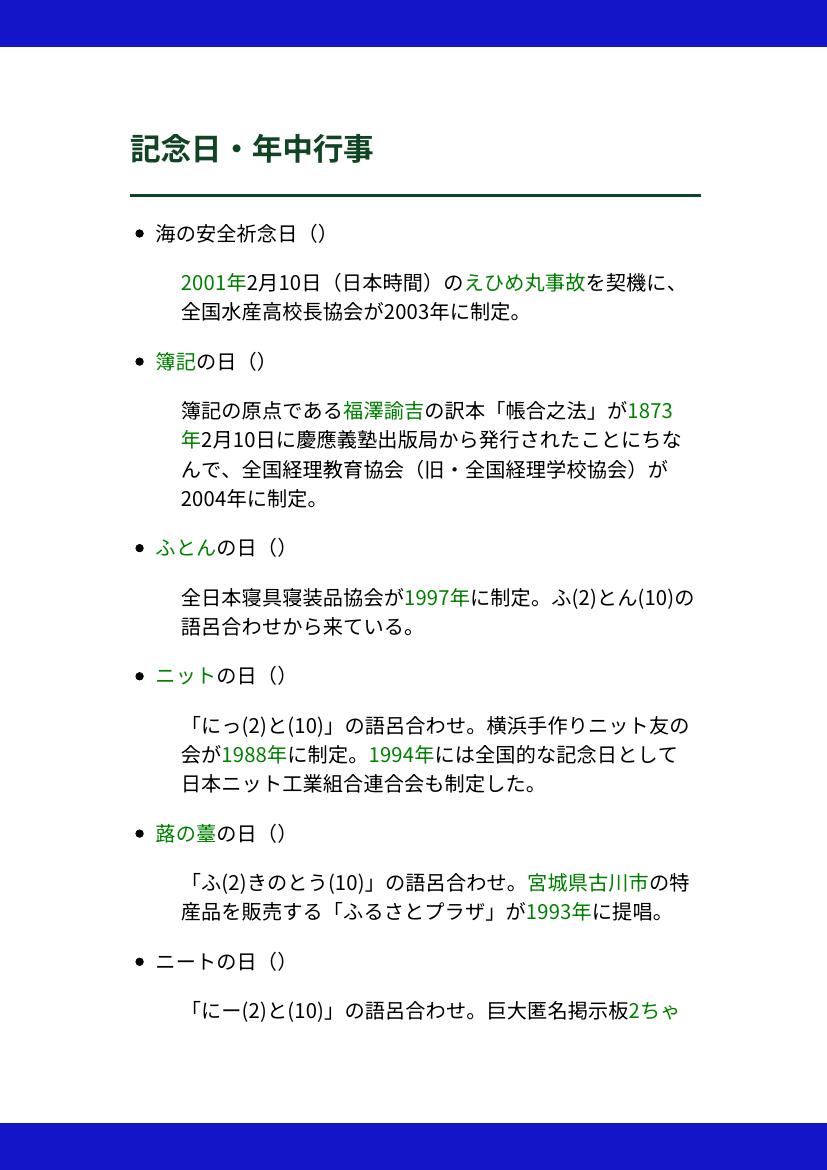 記念日・年中行事
海の安全祈念日（）
2001年2月10日（日本時間）のえひめ丸事故を契機に、
全国水産高校長協会が2003年に制定。
簿記の日（）
簿記の原点である福澤諭吉の訳本「帳合之法」が1873
年2月10日に慶應義塾出版局から発行されたことにちな
んで、全国経理教育協会（旧・全国経理学校協会）が
2004年に制定。
ふとんの日（）
全日本寝具寝装品協会が1997年に制定。ふ(2)とん(10)の
語呂合わせから来ている。
ニットの日（）
「にっ(2)と(10)」の語呂合わせ。横浜手作りニット友の
会が1988年に制定。1994年には全国的な記念日として
日本ニット工業組合連合会も制定した。
蕗の薹の日（）
「ふ(2)きのとう(10)」の語呂合わせ。宮城県古川市の特
産品を販売する「ふるさとプラザ」が1993年に提唱。
ニートの日（）
「にー(2)と(10)」の語呂合わせ。巨大匿名掲示板2ちゃ